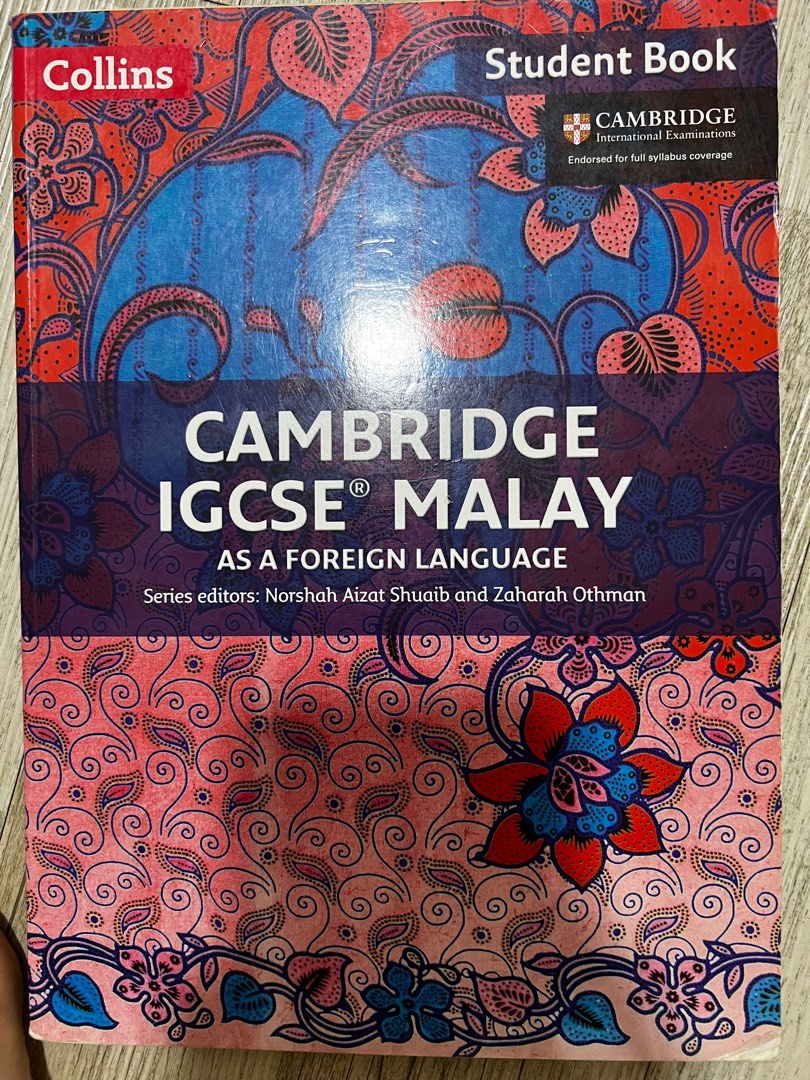 Collins
Student Book
CAMBRIDGE
International Examinations
Endorsed for full syllabus coverage
CAMBRIDGE
IGCSE® MALAY
AS A FOREIGN LANGUAGE
Series editors: Norshah Aizat Shuaib and Zaharah Othman